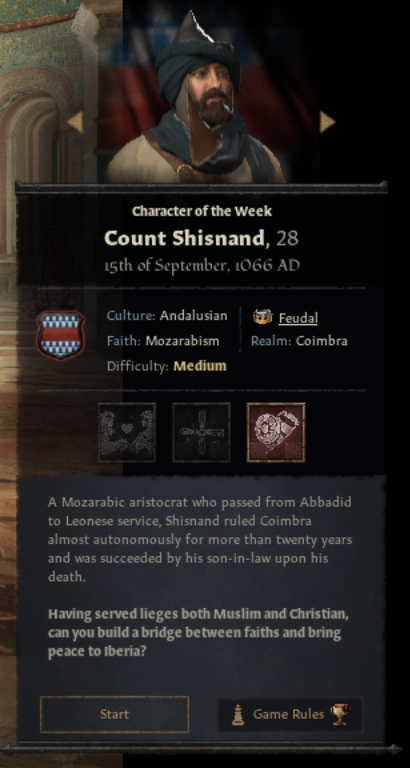 Character of the Week
Count Shisnand, 28
15th of September, 1066 AD
Culture: Andalusian
Feudal
Faith: Mozarabism
Realm: Coimbra
Difficulty: Medium
A Mozarabic aristocrat who passed from Abbadid
to Leonese service, Shisnand ruled Coimbra
almost autonomously for more than twenty years
and was succeeded by his son-in-law upon his
death.
Having served lieges both Muslim and Christian,
can you build a bridge between faiths and bring
peace to Iberia?
Start
Game Rules